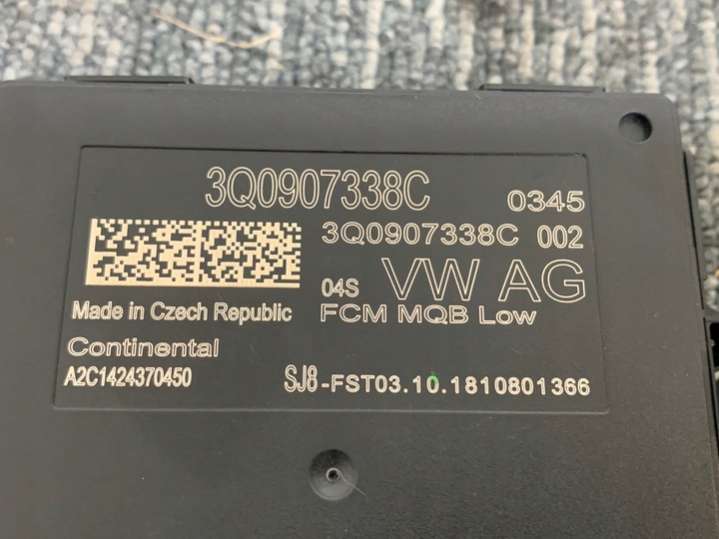 3Q0907338C 0345
3Q0907338C 002
04S VW AG
Made in Czech Republic FCM MQB Low
Continental
A2C1424370450 SJ8-FST03.10.1810801366